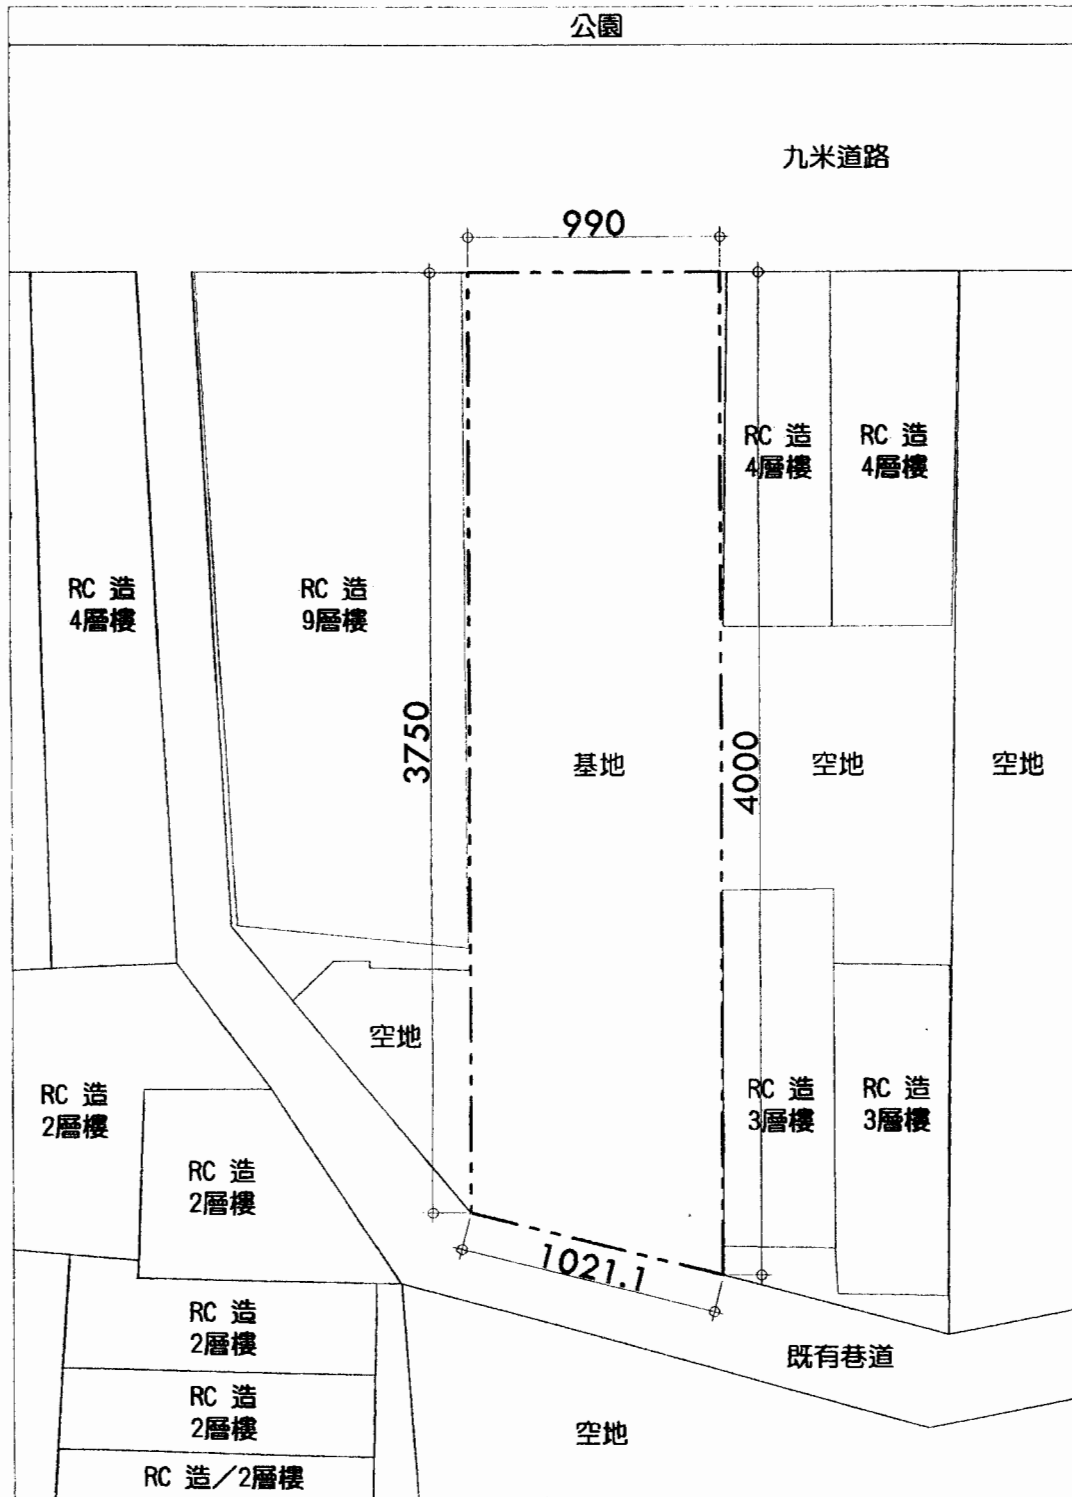 公園
九米道路
990
RC 造
4層樓
RC 造
4層樓
RC 造
4層樓
RC 造
9層樓
3750
基地
4000
空地
空地
空地
RC 造
2層樓
RC 造
3層樓
RC 造
3層樓
RC 造
2層樓
1021.1
RC 造
2層樓
既有巷道
RC 造
2層樓
空地
RC 造/2層樓